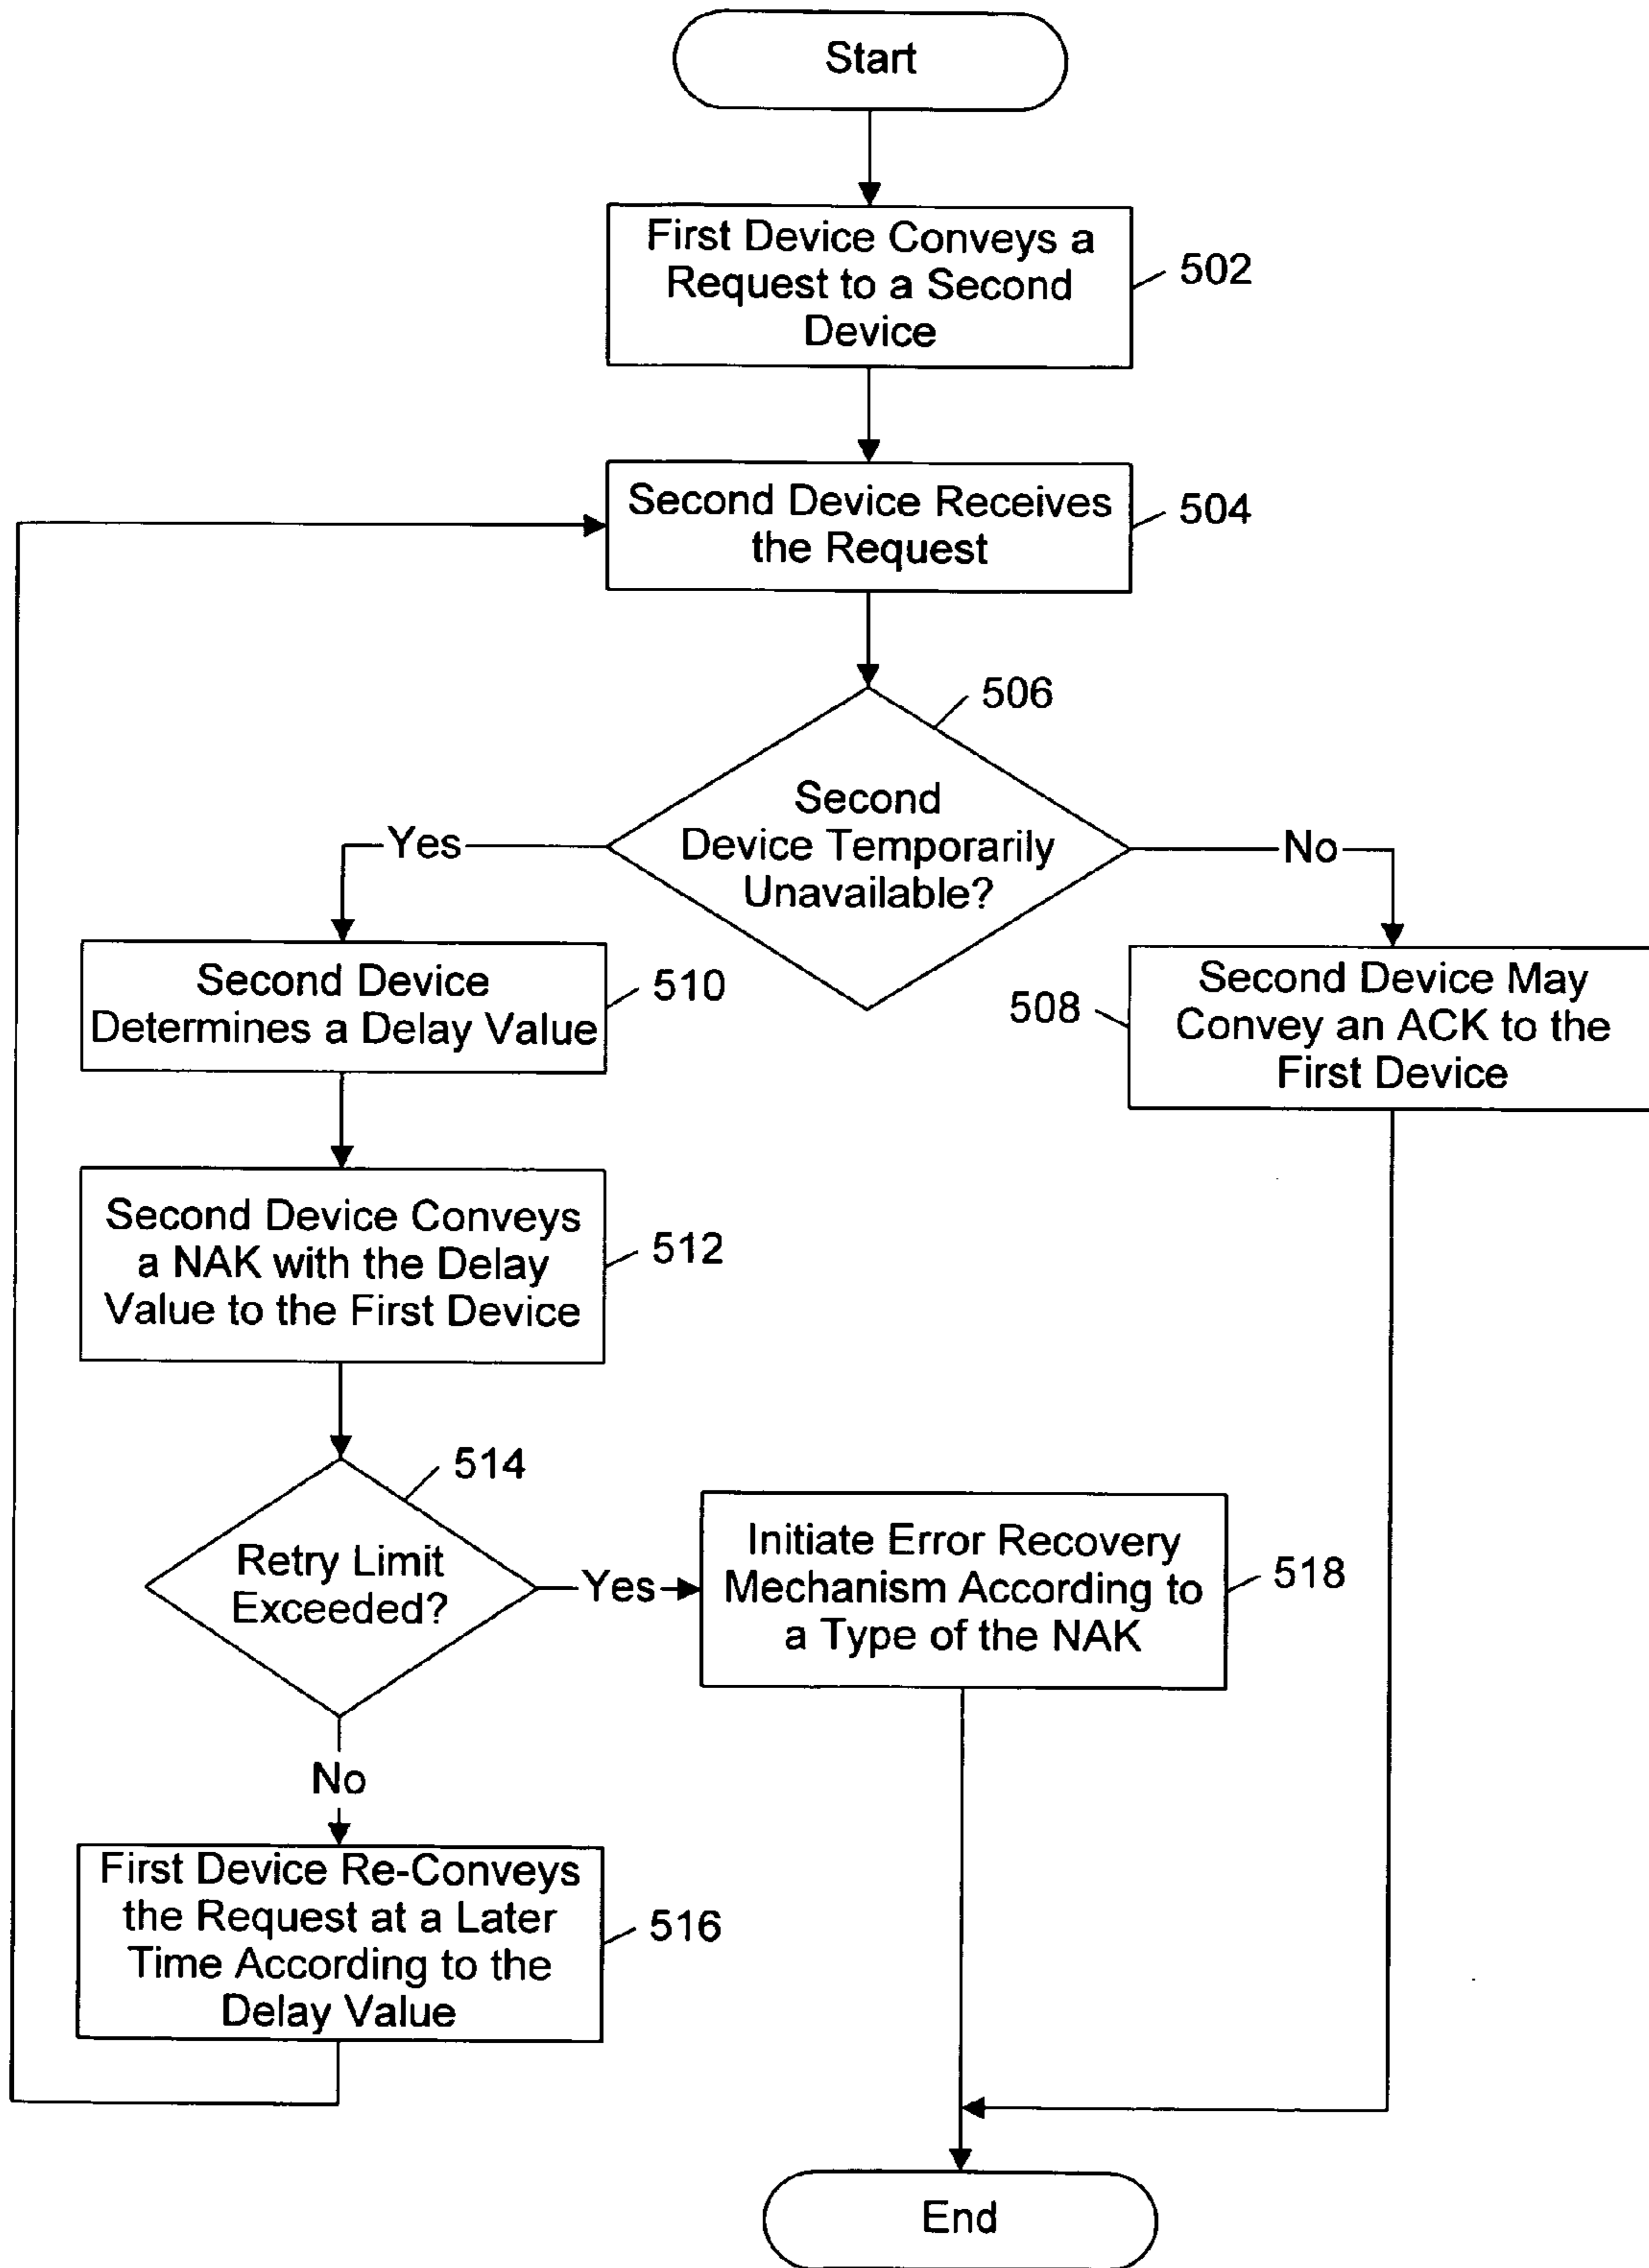 Start
First Device Conveys a
Request to a Second
Device
502
Second Device Receives
the Request
504
506
Second
Device Temporarily
Unavailable?
Yes
No
Second Device
Determines a Delay Value
510
508
Second Device May
Convey an ACK to the
First Device
Second Device Conveys
a NAK with the Delay
Value to the First Device
512
514
Retry Limit
Exceeded?
Yes
Initiate Error Recovery
Mechanism According to
a Type of the NAK
518
No
First Device Re-Conveys
the Request at a Later
Time According to the
Delay Value
516
End